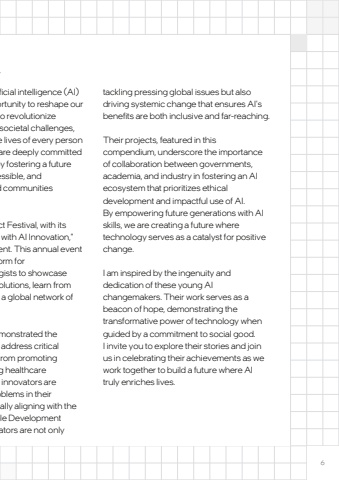 ficial intelligence (AI)
ortunity to reshape our
o revolutionize
societal challenges,
e lives of every person
are deeply committed
y fostering a future
essible, and
d communities
ct Festival, with its
with AI Innovation,"
ent. This annual event
orm for
gists to showcase
olutions, learn from
a global network of
monstrated the
address critical
rom promoting
g healthcare
innovators are
oblems in their
ally aligning with the
le Development
ators are not only
tackling pressing global issues but also
driving systemic change that ensures AI's
benefits are both inclusive and far-reaching.
Their projects, featured in this
compendium, underscore the importance
of collaboration between governments,
academia, and industry in fostering an AI
ecosystem that prioritizes ethical
development and impactful use of AI.
By empowering future generations with AI
skills, we are creating a future where
technology serves as a catalyst for positive
change.
I am inspired by the ingenuity and
dedication of these young AI
changemakers. Their work serves as a
beacon of hope, demonstrating the
transformative power of technology when
guided by a commitment to social good.
I invite you to explore their stories and join
us in celebrating their achievements as we
work together to build a future where AI
truly enriches lives.
6